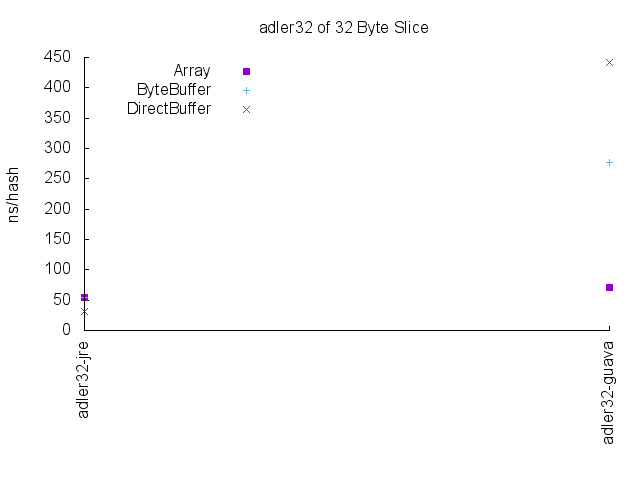 adler32 of 32 Byte Slice
450
400
350
300
250
200
150
100
50
0
ns/hash
Array
ByteBuffer
DirectBuffer
adler32-jre
adler32-guava